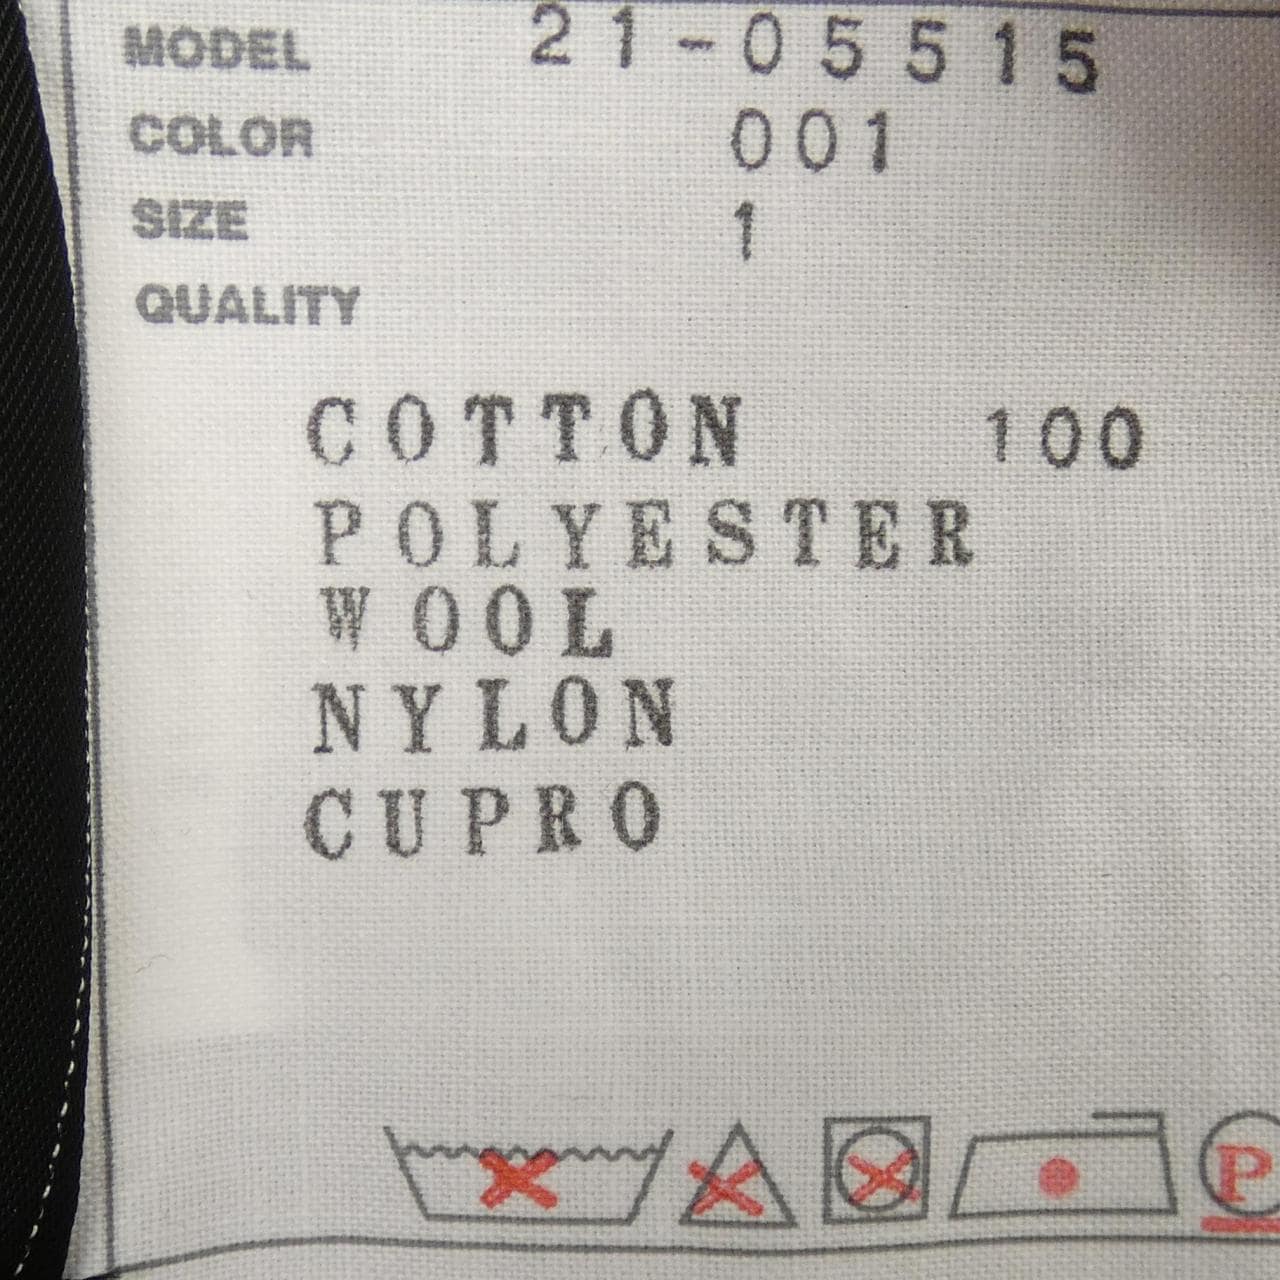 MODEL 21-05515
COLOR 001
SIZE 1
QUALITY
COTTON 100
POLYESTER
WOOL
NYLON
CUPRO
P